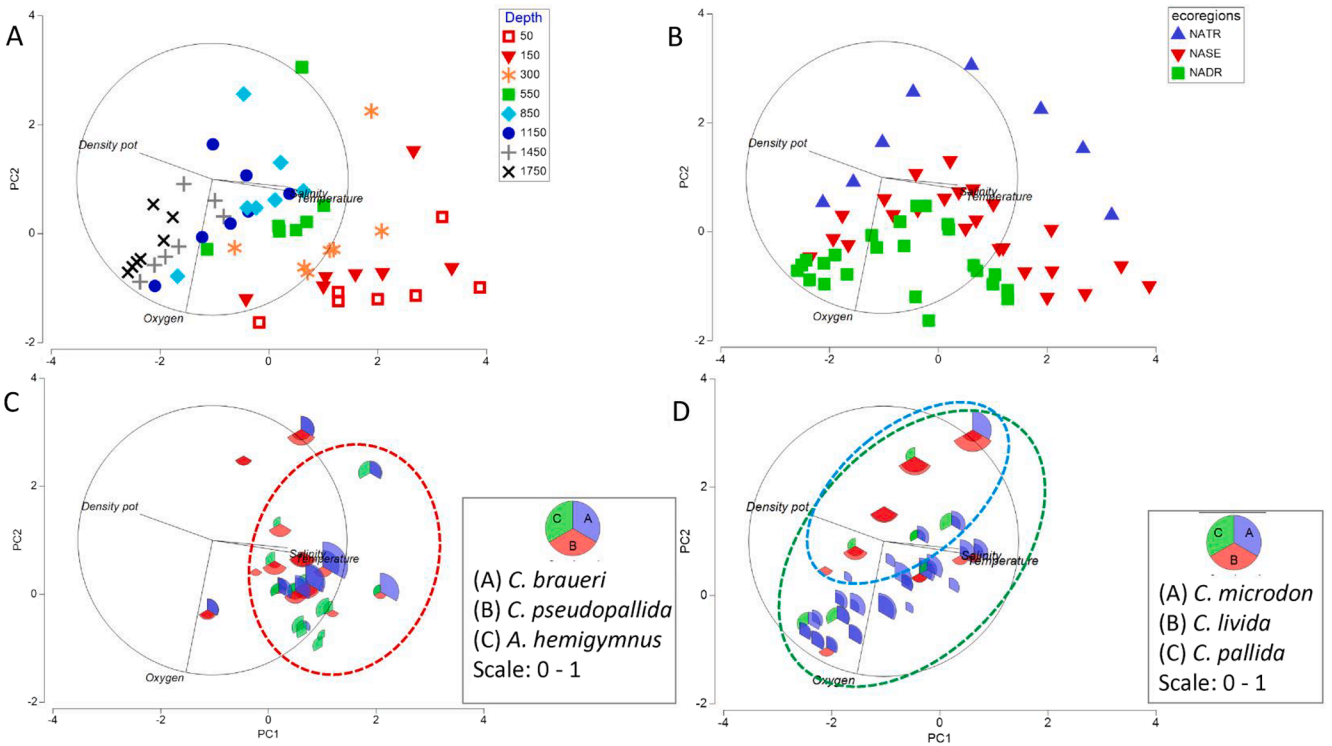 A
4
2
0
-2
PC2
-4
-2
0
2
4
Density pot
Salinity
Temperature
Oxygen
Depth
50
150
300
550
850
1150
1450
1750
B
4
2
0
-2
PC2
-4
-2
0
2
4
Density pot
Salinity
Temperature
Oxygen
ecoregions
NATR
NASE
NADR
C
4
2
0
-2
PC2
-4
-2
0
2
4
PC1
Density pot
Salinity
Temperature
Oxygen
C A
B
(A) C. braueri
(B) C. pseudopallida
(C) A. hemigymnus
Scale: 0 - 1
D
4
2
0
-2
PC2
-4
-2
0
2
4
PC1
Density pot
Salinity
Temperature
Oxygen
C A
B
(A) C. microdon
(B) C. livida
(C) C. pallida
Scale: 0 - 1